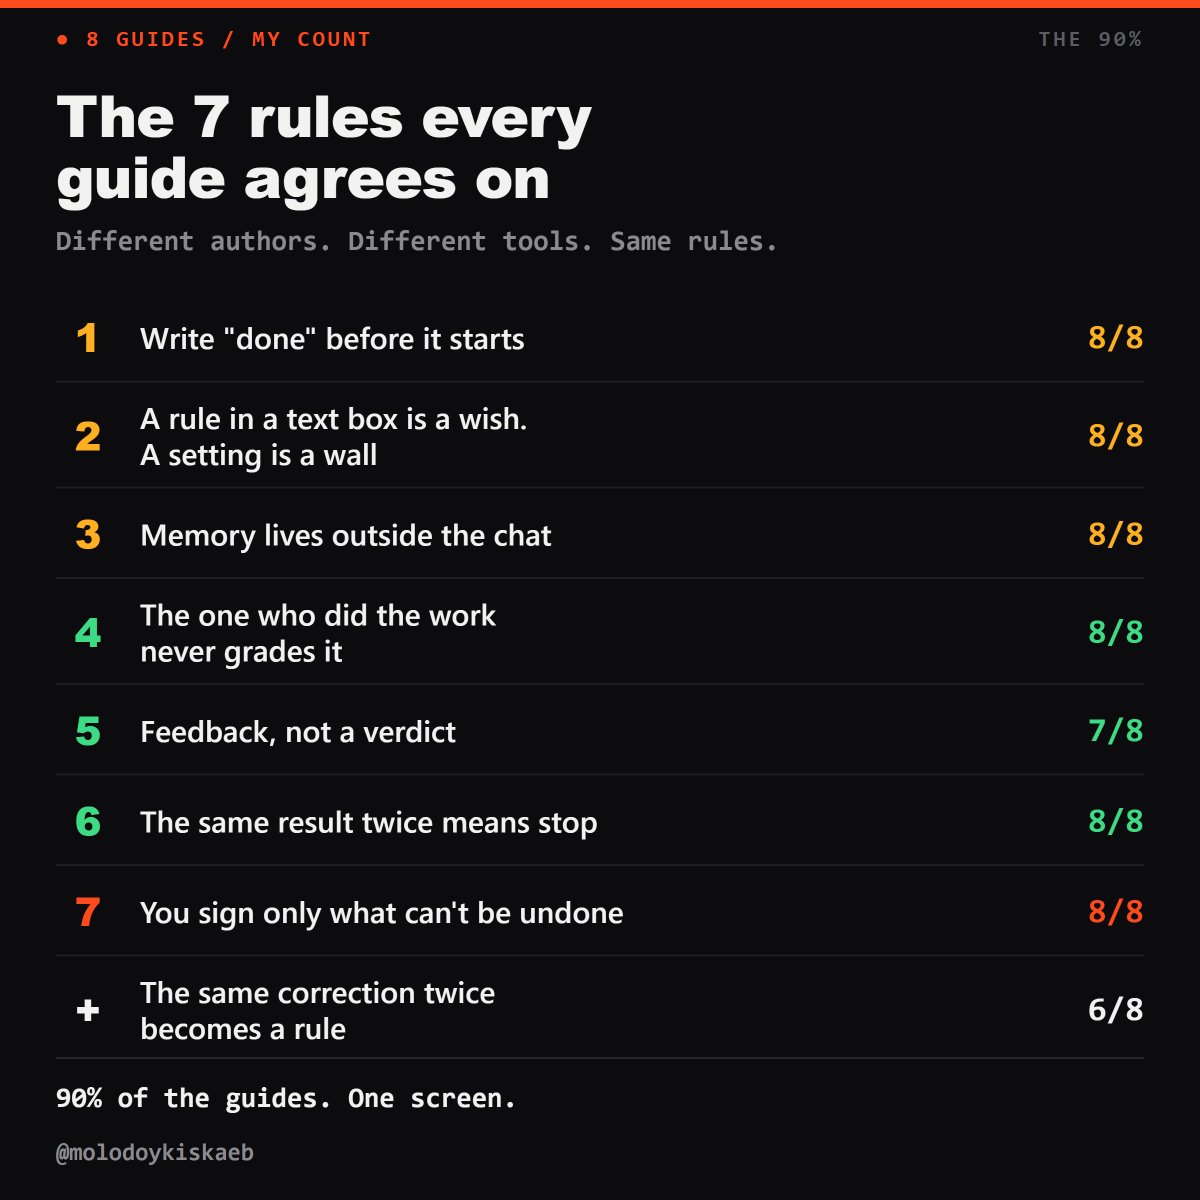 ● 8 GUIDES / MY COUNT
THE 90%
The 7 rules every
guide agrees on
Different authors. Different tools. Same rules.
1 Write "done" before it starts 8/8
2 A rule in a text box is a wish.
A setting is a wall 8/8
3 Memory lives outside the chat 8/8
4 The one who did the work
never grades it 8/8
5 Feedback, not a verdict 7/8
6 The same result twice means stop 8/8
7 You sign only what can't be undone 8/8
+ The same correction twice
becomes a rule 6/8
90% of the guides. One screen.
@molodoykiskaeb